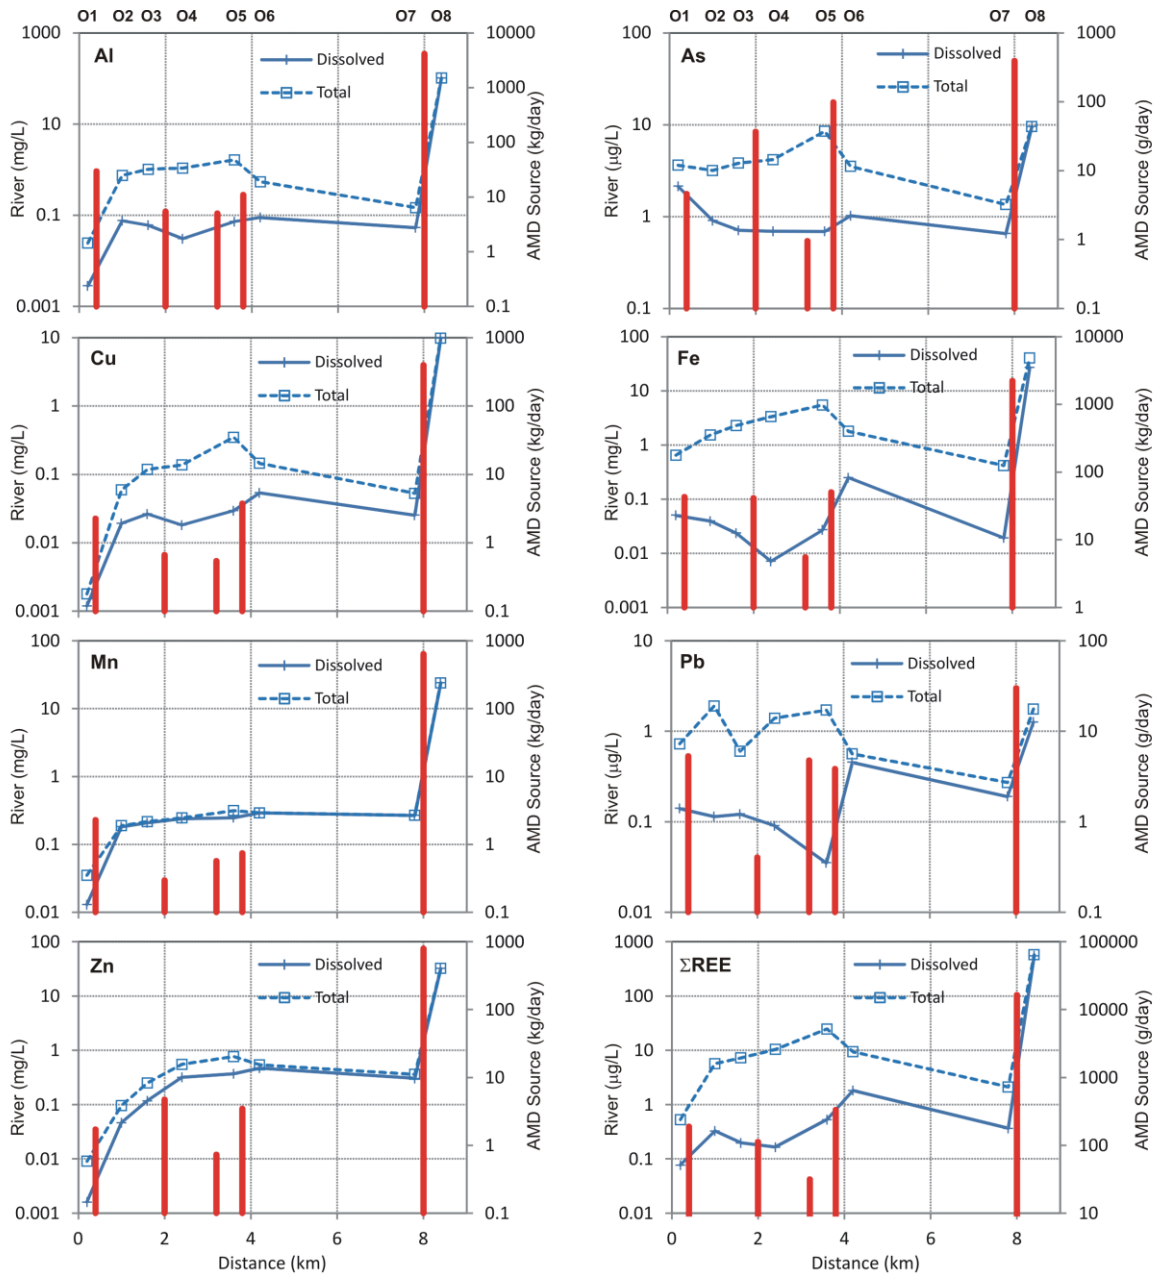 O1 O2 O3 O4 O5 O6 O7 O8
O1 O2 O3 O4 O5 O6 O7 O8
Al
Dissolved
Total
1000
10
0.1
0.001
River (mg/L)
10000
1000
100
10
1
0.1
AMD Source (kg/day)
As
Dissolved
Total
100
10
1
0.1
River (µg/L)
1000
100
10
1
0.1
AMD Source (g/day)
Cu
Dissolved
Total
10
1
0.1
0.01
0.001
River (mg/L)
1000
100
10
1
0.1
AMD Source (kg/day)
Fe
Dissolved
Total
100
10
1
0.1
0.01
0.001
River (mg/L)
10000
1000
100
10
1
AMD Source (kg/day)
Mn
Dissolved
Total
100
10
1
0.1
0.01
River (mg/L)
1000
100
10
1
0.1
AMD Source (kg/day)
Pb
Dissolved
Total
10
1
0.1
0.01
River (µg/L)
100
10
1
0.1
AMD Source (g/day)
Zn
Dissolved
Total
100
10
1
0.1
0.01
0.001
River (mg/L)
1000
100
10
1
0.1
AMD Source (kg/day)
0 2 4 6 8
Distance (km)
ΣREE
Dissolved
Total
1000
100
10
1
0.1
0.01
River (µg/L)
100000
10000
1000
100
10
AMD Source (g/day)
0 2 4 6 8
Distance (km)